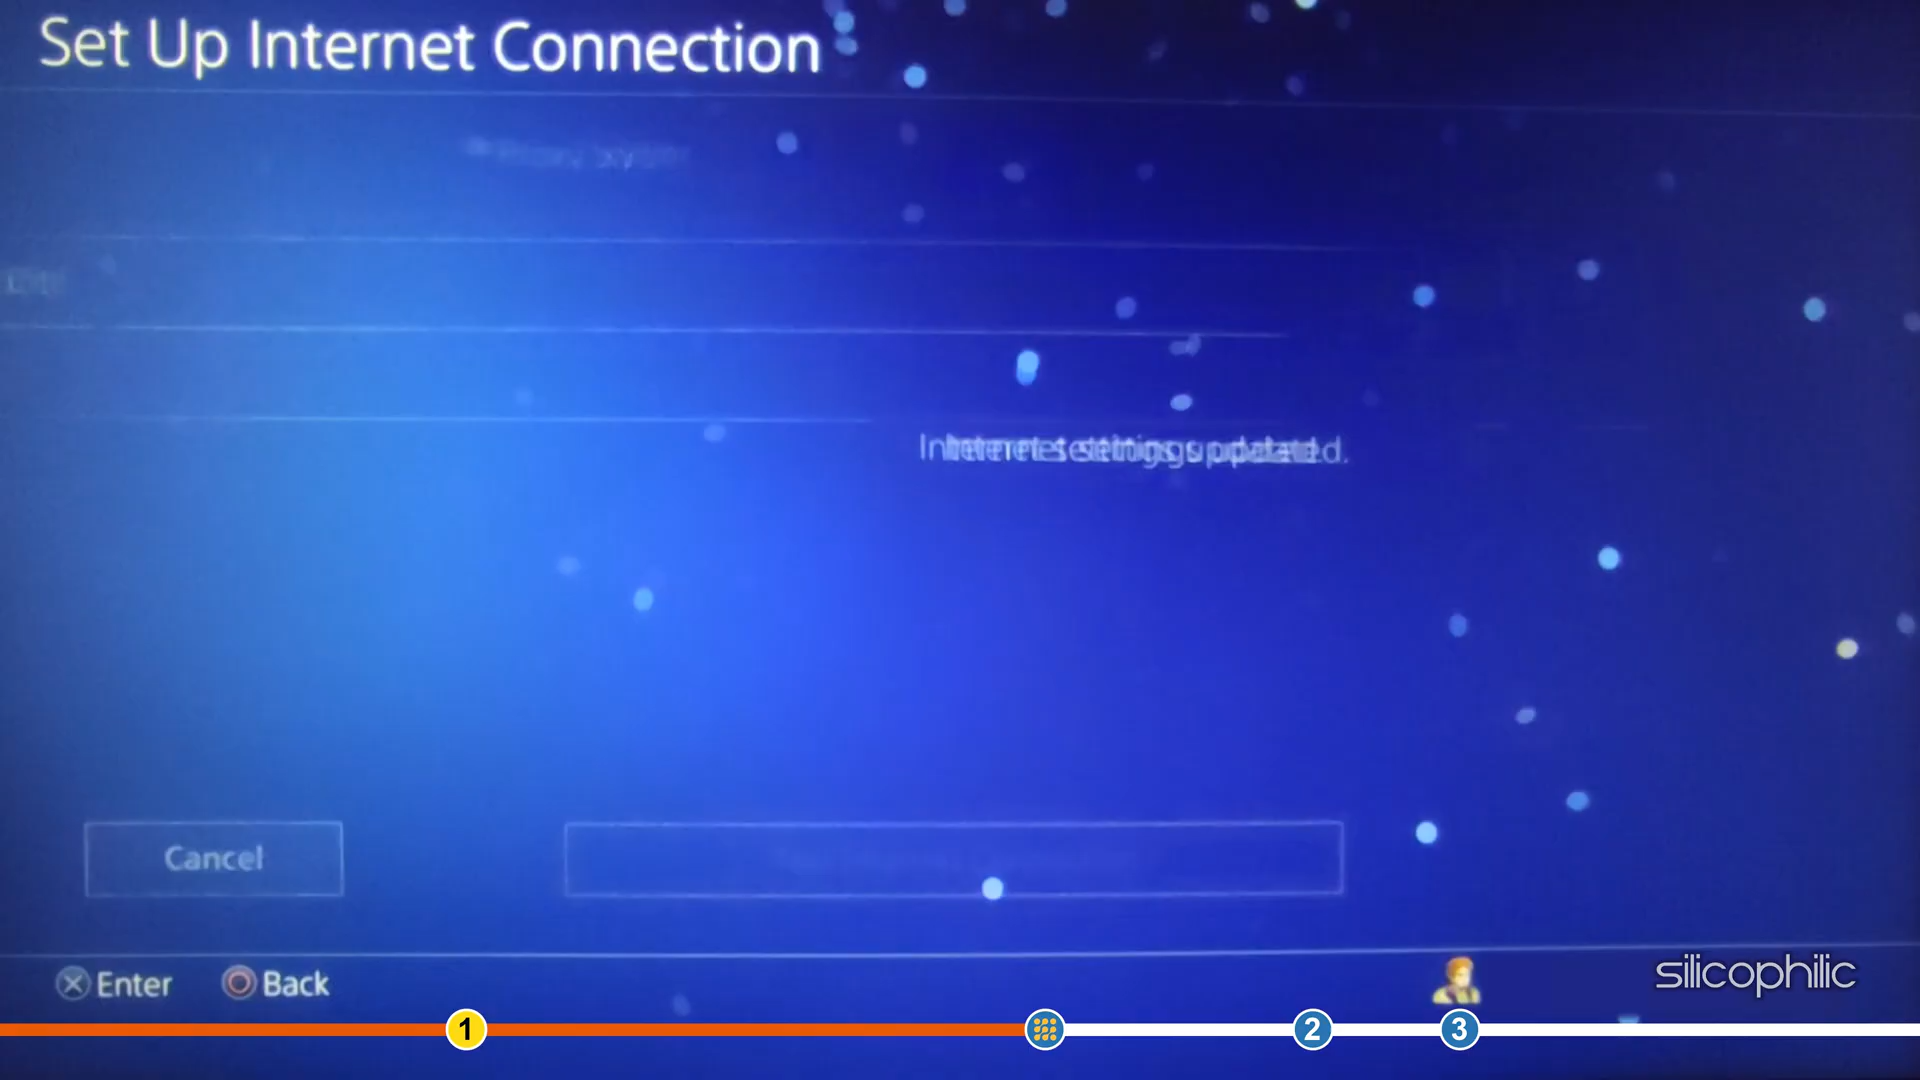 Set Up Internet Connection
Internet settings updated.
Cancel
Enter
Back
silicophilic
1
2
3